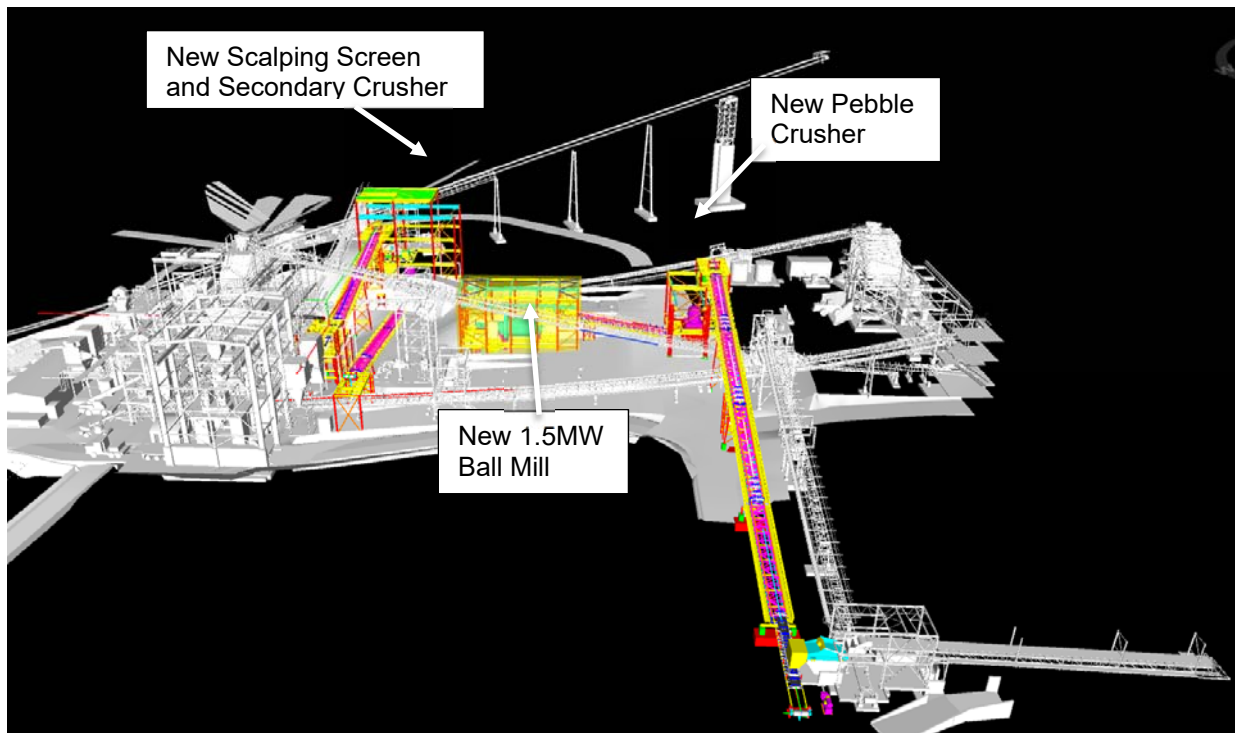 New Scalping Screen
and Secondary Crusher
New Pebble
Crusher
New 1.5MW
Ball Mill